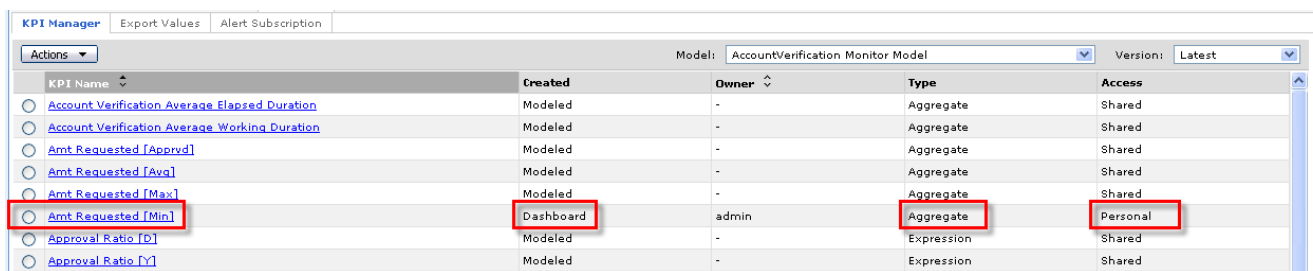 KPI Manager Export Values Alert Subscription
Actions Model: AccountVerification Monitor Model Version: Latest
KPI Name Created Owner Type Access
Account Verification Average Elapsed Duration Modeled - Aggregate Shared
Account Verification Average Working Duration Modeled - Aggregate Shared
Amt Requested [Apprvd] Modeled - Aggregate Shared
Amt Requested [Avg] Modeled - Aggregate Shared
Amt Requested [Max] Modeled - Aggregate Shared
Amt Requested [Min] Dashboard admin Aggregate Personal
Approval Ratio [D] Modeled - Expression Shared
Approval Ratio [Y] Modeled - Expression Shared